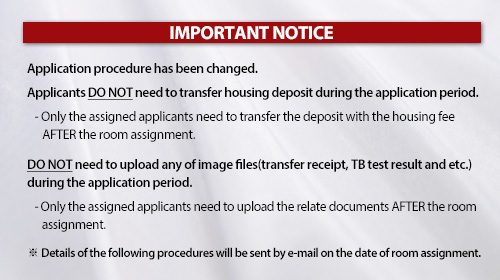 IMPORTANT NOTICE
Application procedure has been changed.
Applicants DO NOT need to transfer housing deposit during the application period.
- Only the assigned applicants need to transfer the deposit with the housing fee
AFTER the room assignment.
DO NOT need to upload any of image files(transfer receipt, TB test result and etc.)
during the application period.
- Only the assigned applicants need to upload the relate documents AFTER the room
assignment.
※ Details of the following procedures will be sent by e-mail on the date of room assignment.